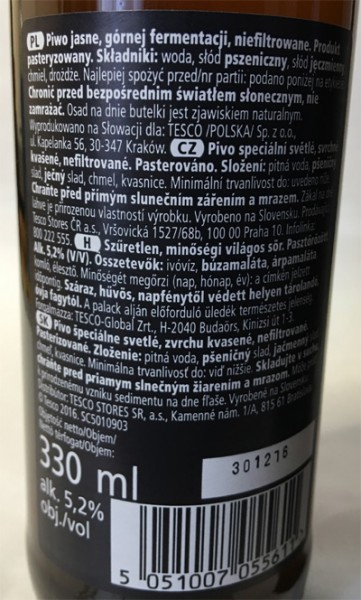 PL Piwo jasne, górnej fermentacji, niefiltrowane. Produkt
pasteryzowany. Składniki: woda, słód pszeniczny, słód jęczmienny,
chmiel, drożdże. Najlepiej spożyć przed/nr partii: podano poniżej na
Chronić przed bezpośrednim światłem słonecznym, nie
zamrażać. Osad na dnie butelki jest zjawiskiem naturalnym.
Wyprodukowano na Słowacji dla: TESCO /POLSKA/ Sp. z o.o.,
ul. Kapelanka 56, 30-347 Kraków. CZ Pivo speciální světlé, svrchně
kvašené, nefiltrované. Pasterováno. Složení: pitná voda, pšeničný
slad, ječný slad, chmel, kvasnice. Minimální trvanlivost do: uvedeno níže
Chraňte před přímým slunečním zářením a mrazem. Zákal na
láhve je přirozenou vlastností výrobku. Vyrobeno na Slovensku.
Tesco Stores ČR a.s., Vršovická 1527/68b, 100 00 Praha 10. Infolinka:
800 222 555. H Szűretlen, minőségi világos sör. Pasztőrözött.
Alk. 5,2% (V/V). Összetevők: ivóvíz, búzamaláta, árpamaláta
komló, élesztő. Minőségét megőrzi (nap, hónap, év): a címkén jelzett
időpontig. Száraz, hűvös, napfénytől védett helyen tárolandó,
óvja fagytól. A palack alján előforduló üledék természetes jelenség.
Forgalmazza: TESCO-Global Zrt., H-2040 Budaörs, Kinizsi út 1-3.
SK Pivo špeciálne svetlé, zvrchu kvasené, nefiltrované.
Pasterizované. Zloženie: pitná voda, pšeničný slad, jačmenný slad,
chmeľ, kvasnice. Minimálna trvanlivosť do: viď nižšie. Skladujte v suchu,
chráňte pred priamym slnečným žiarením a mrazom.
k prirodzenému vzniku sedimentu na dne fľaše. Vyrobené na Slovensku.
Distributor: TESCO STORES SR, a.s., Kamenné nám. 1/A, 815 61 Bratislava
© Tesco 2016. SC5010903
Objętość netto/Objem/
Nettó térfogat/Objem:
330 ml
alk. 5,2%
obj./vol
301216
5 051007 05561